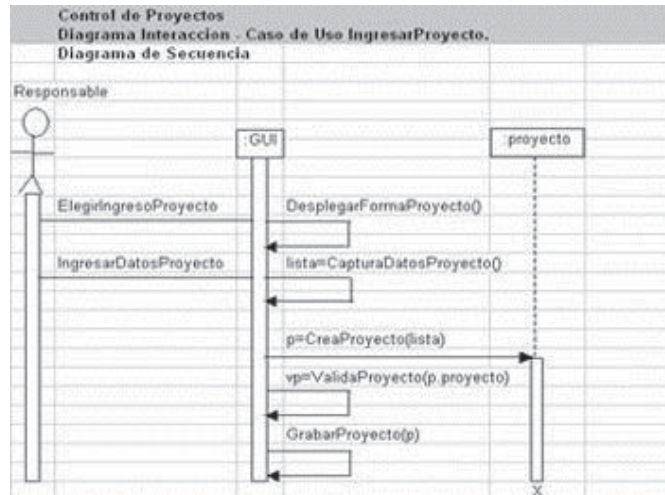 Control de Proyectos
Diagrama Interaccion - Caso de Uso IngresarProyecto.
Diagrama de Secuencia
Responsable
:GUI
:proyecto
ElegirIngresoProyecto
DesplegarFormaProyecto()
IngresarDatosProyecto
lista=CapturaDatosProyecto()
p=CreaProyecto(lista)
vp=ValidaProyecto(p.proyecto)
GrabarProyecto(p)
X